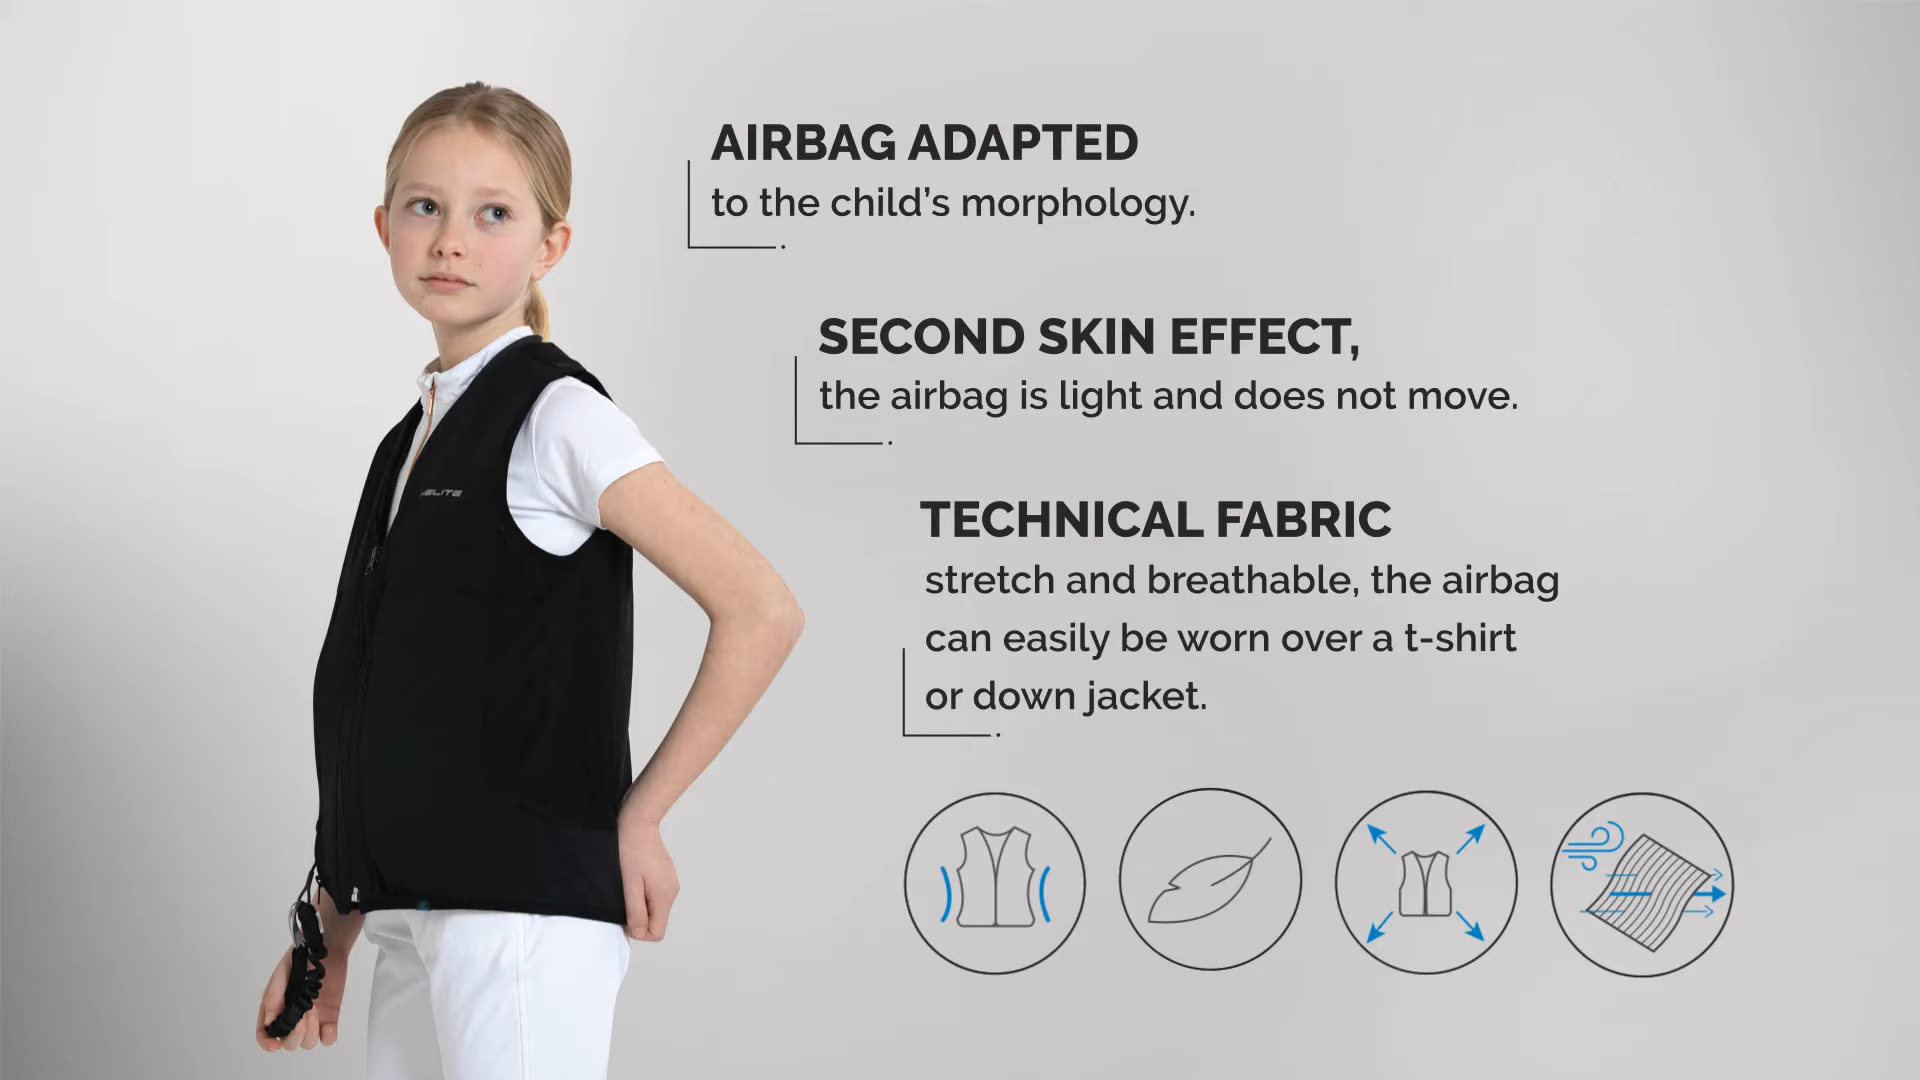 AIRBAG ADAPTED
to the child's morphology.
SECOND SKIN EFFECT,
the airbag is light and does not move.
TECHNICAL FABRIC
stretch and breathable, the airbag
can easily be worn over a t-shirt
or down jacket.
HELITE